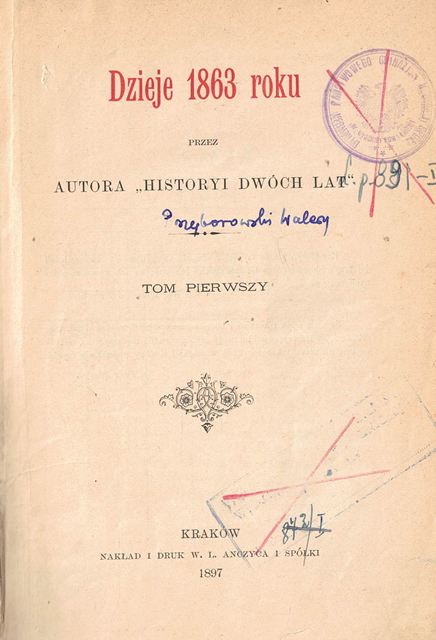 Dzieje 1863 roku
PRZEZ
AUTORA „HISTORYI DWÓCH LAT“.
Przyborowski Walery
TOM PIERWSZY
KRAKÓW
NAKŁAD I DRUK W. L. ANCZYCA I SPÓŁKI
1897